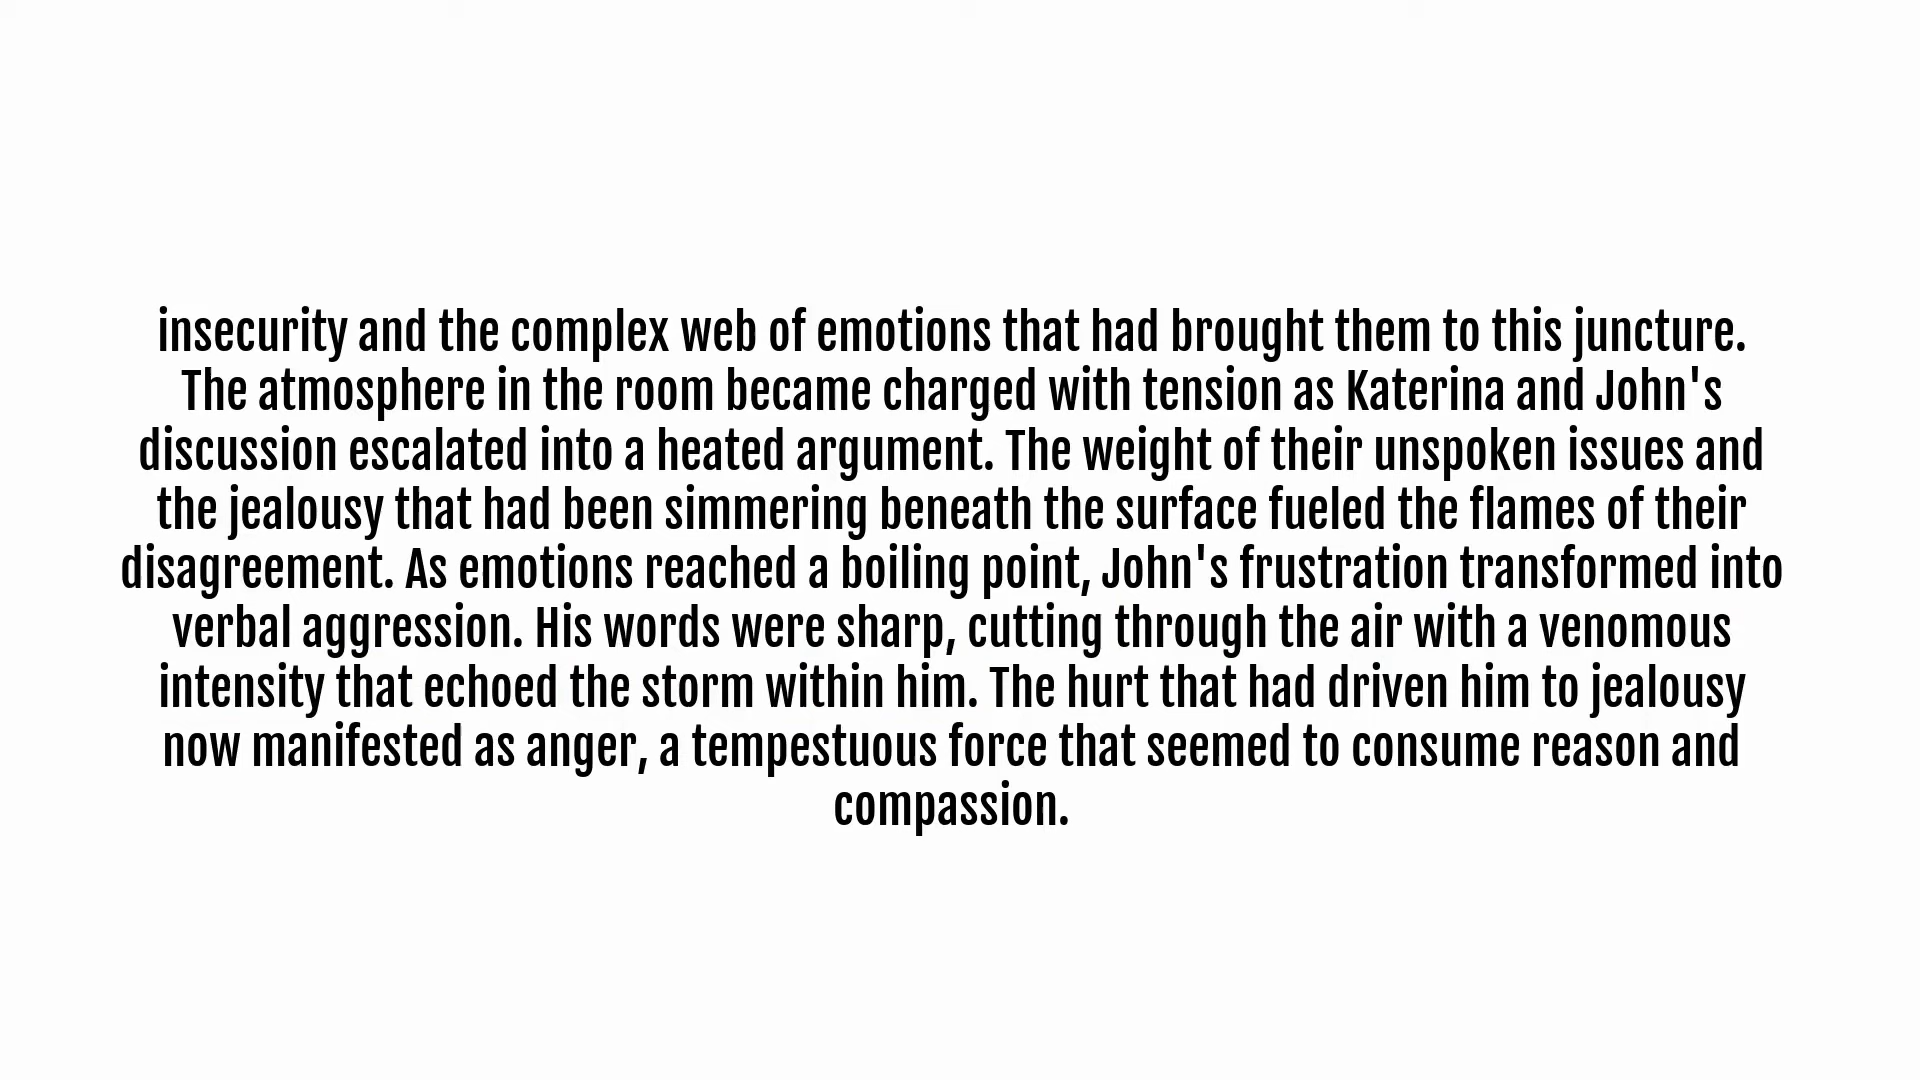 insecurity and the complex web of emotions that had brought them to this juncture.
The atmosphere in the room became charged with tension as Katerina and John's
discussion escalated into a heated argument. The weight of their unspoken issues and
the jealousy that had been simmering beneath the surface fueled the flames of their
disagreement. As emotions reached a boiling point, John's frustration transformed into
verbal aggression. His words were sharp, cutting through the air with a venomous
intensity that echoed the storm within him. The hurt that had driven him to jealousy
now manifested as anger, a tempestuous force that seemed to consume reason and
compassion.